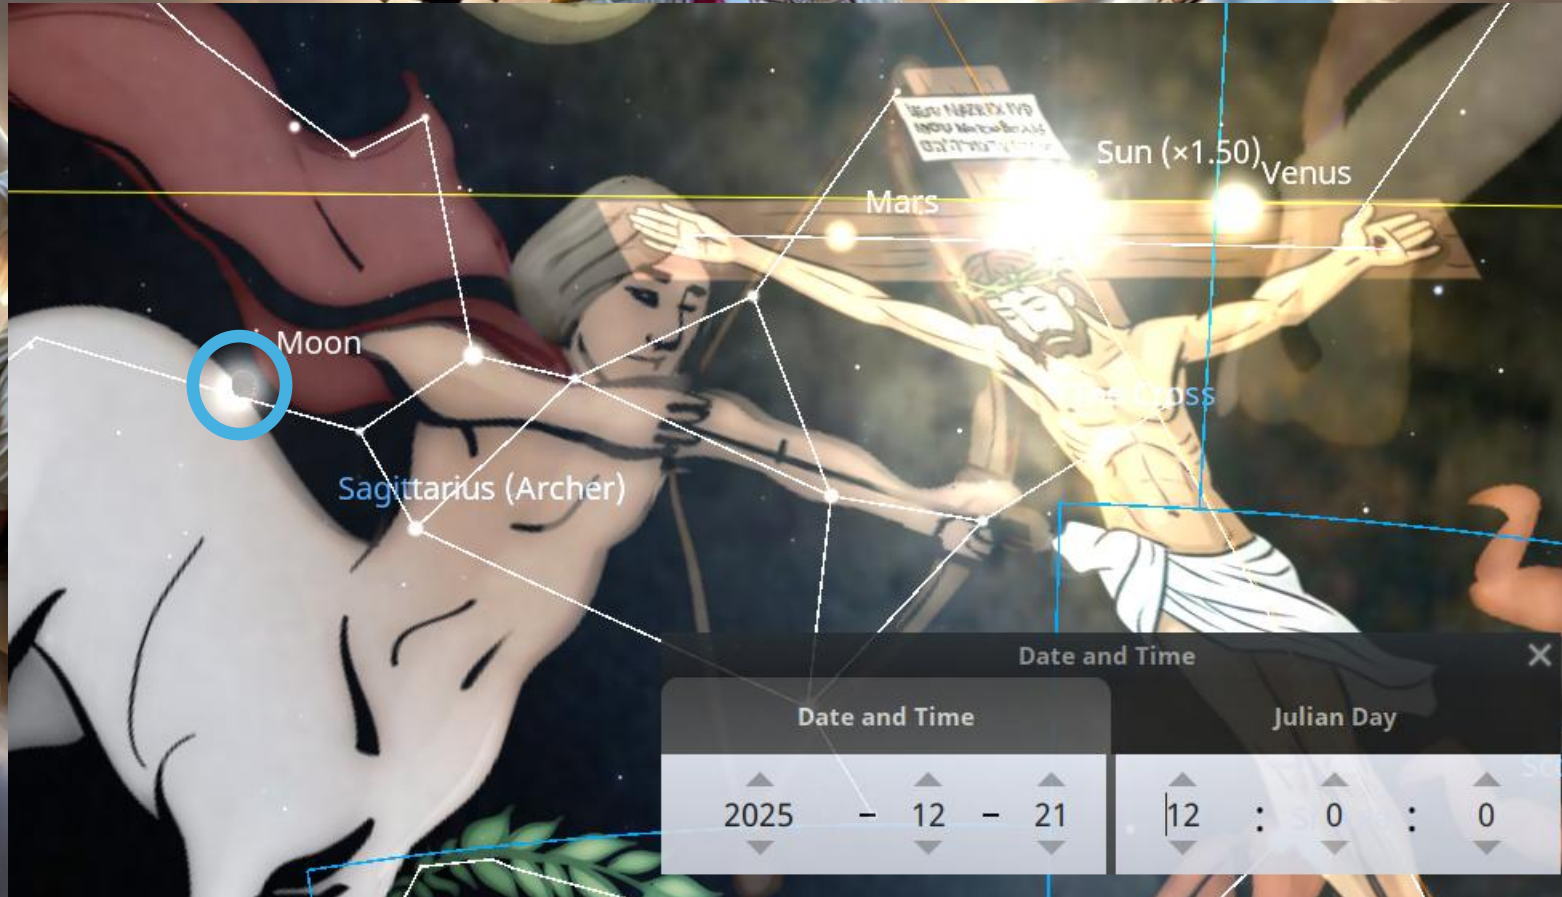 Sun (×1.50)
Venus
Mars
Moon
Cross
Sagittarius (Archer)
Date and Time
Date and Time
Julian Day
2025 – 12 – 21
12 : 0 : 0